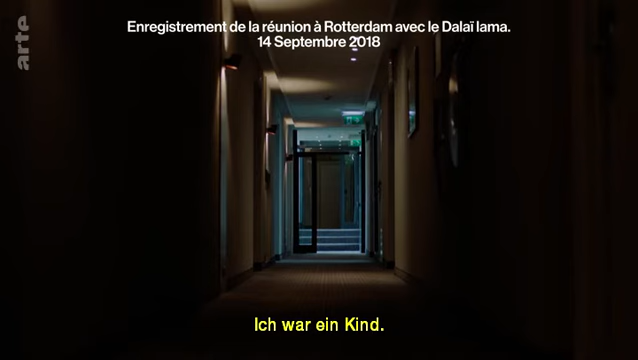 arte
Enregistrement de la réunion à Rotterdam avec le Dalaï lama.
14 Septembre 2018
Ich war ein Kind.